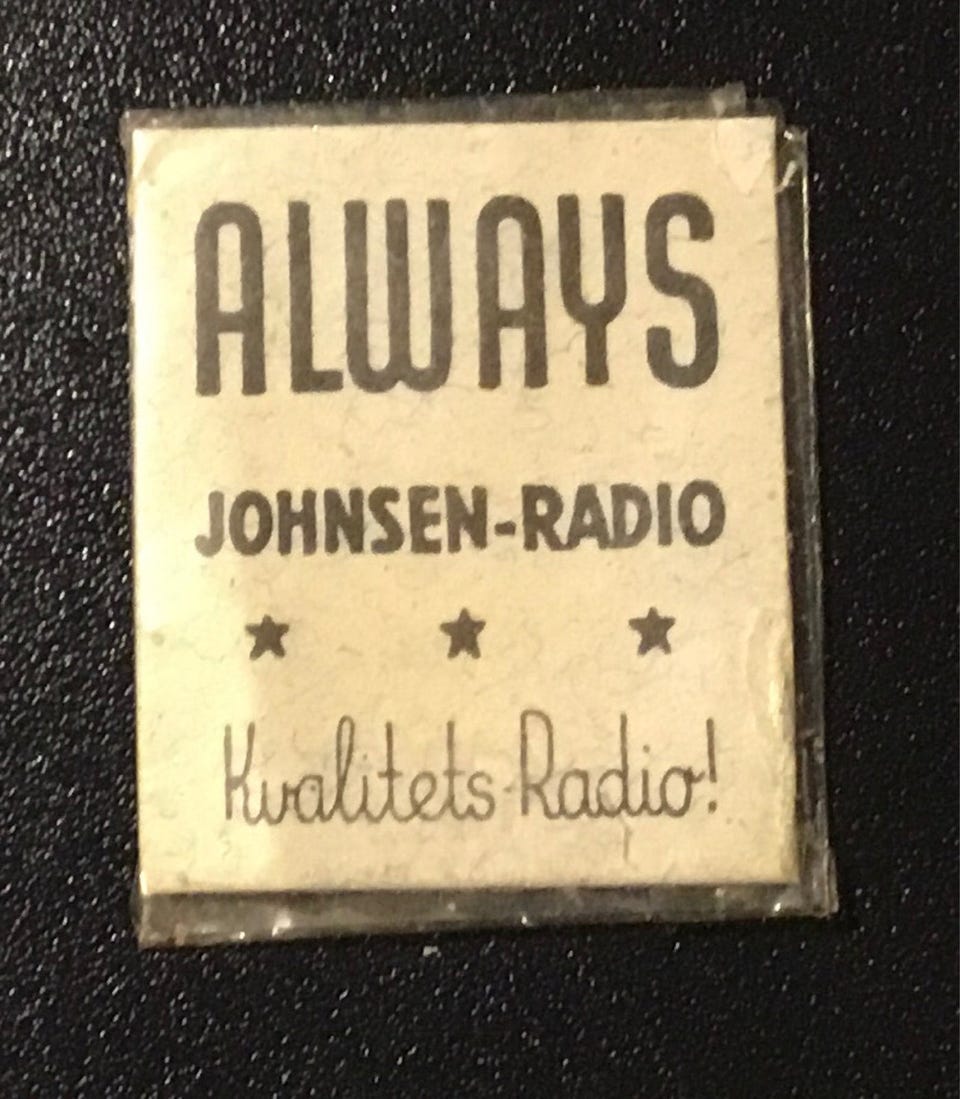 ALWAYS
JOHNSEN-RADIO
★ ★ ★
Kvalitets-Radio!